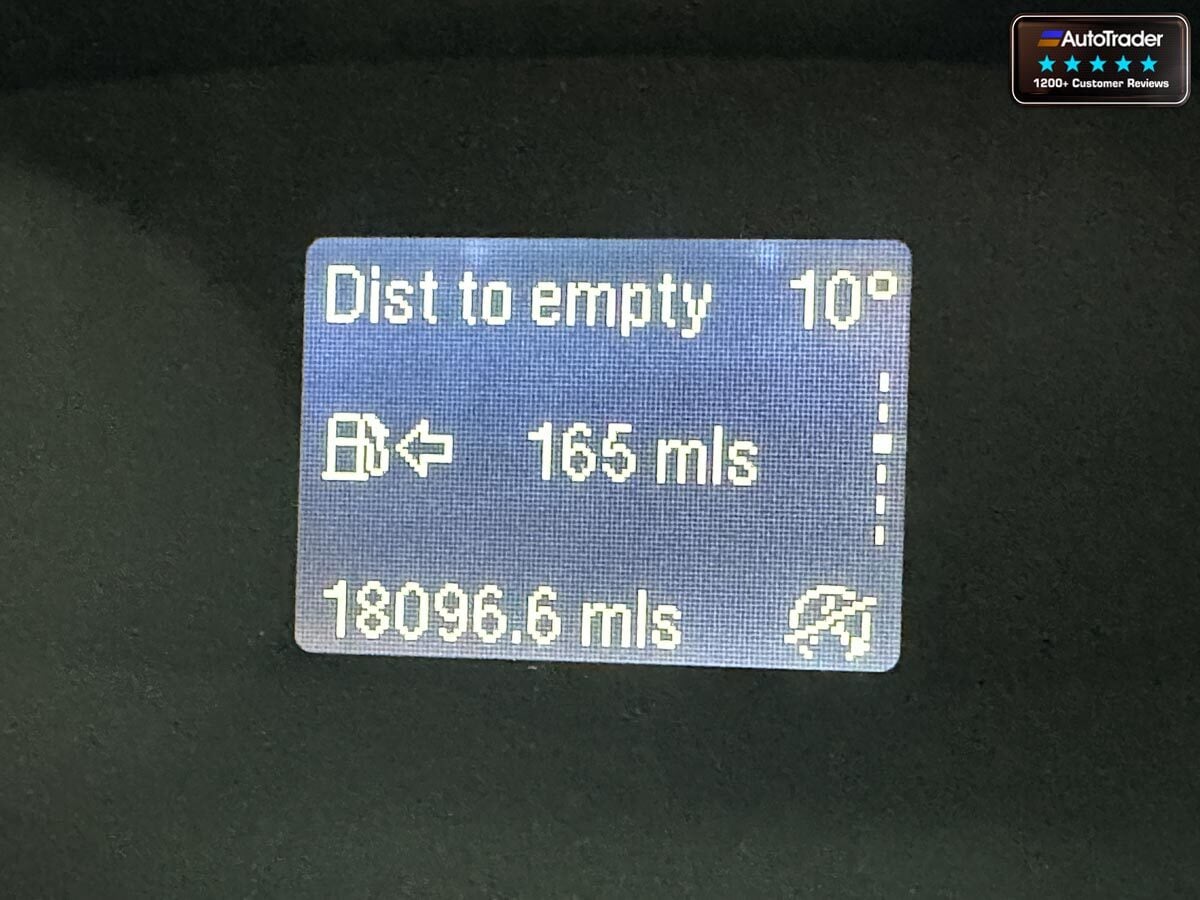 AutoTrader
1200+ Customer Reviews
Dist to empty 10°
165 mls
18096.6 mls